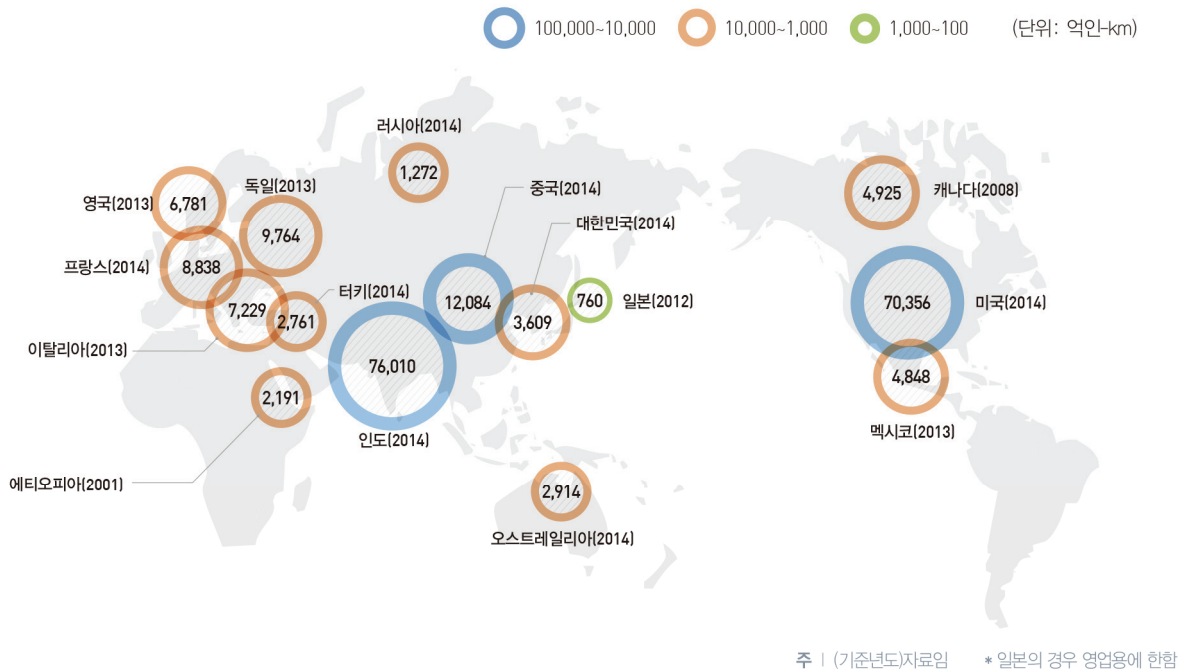 100,000~10,000 10,000~1,000 1,000~100 (단위: 억인-km)
러시아(2014)
1,272
독일(2013)
9,764
영국(2013)
6,781
프랑스(2014)
8,838
이탈리아(2013)
7,229
터키(2014)
2,761
에티오피아(2001)
2,191
중국(2014)
12,084
대한민국(2014)
3,609
760 일본(2012)
76,010
인도(2014)
2,914
오스트레일리아(2014)
4,925 캐나다(2008)
70,356 미국(2014)
4,848
멕시코(2013)
주 | (기준년도)자료임 * 일본의 경우 영업용에 한함